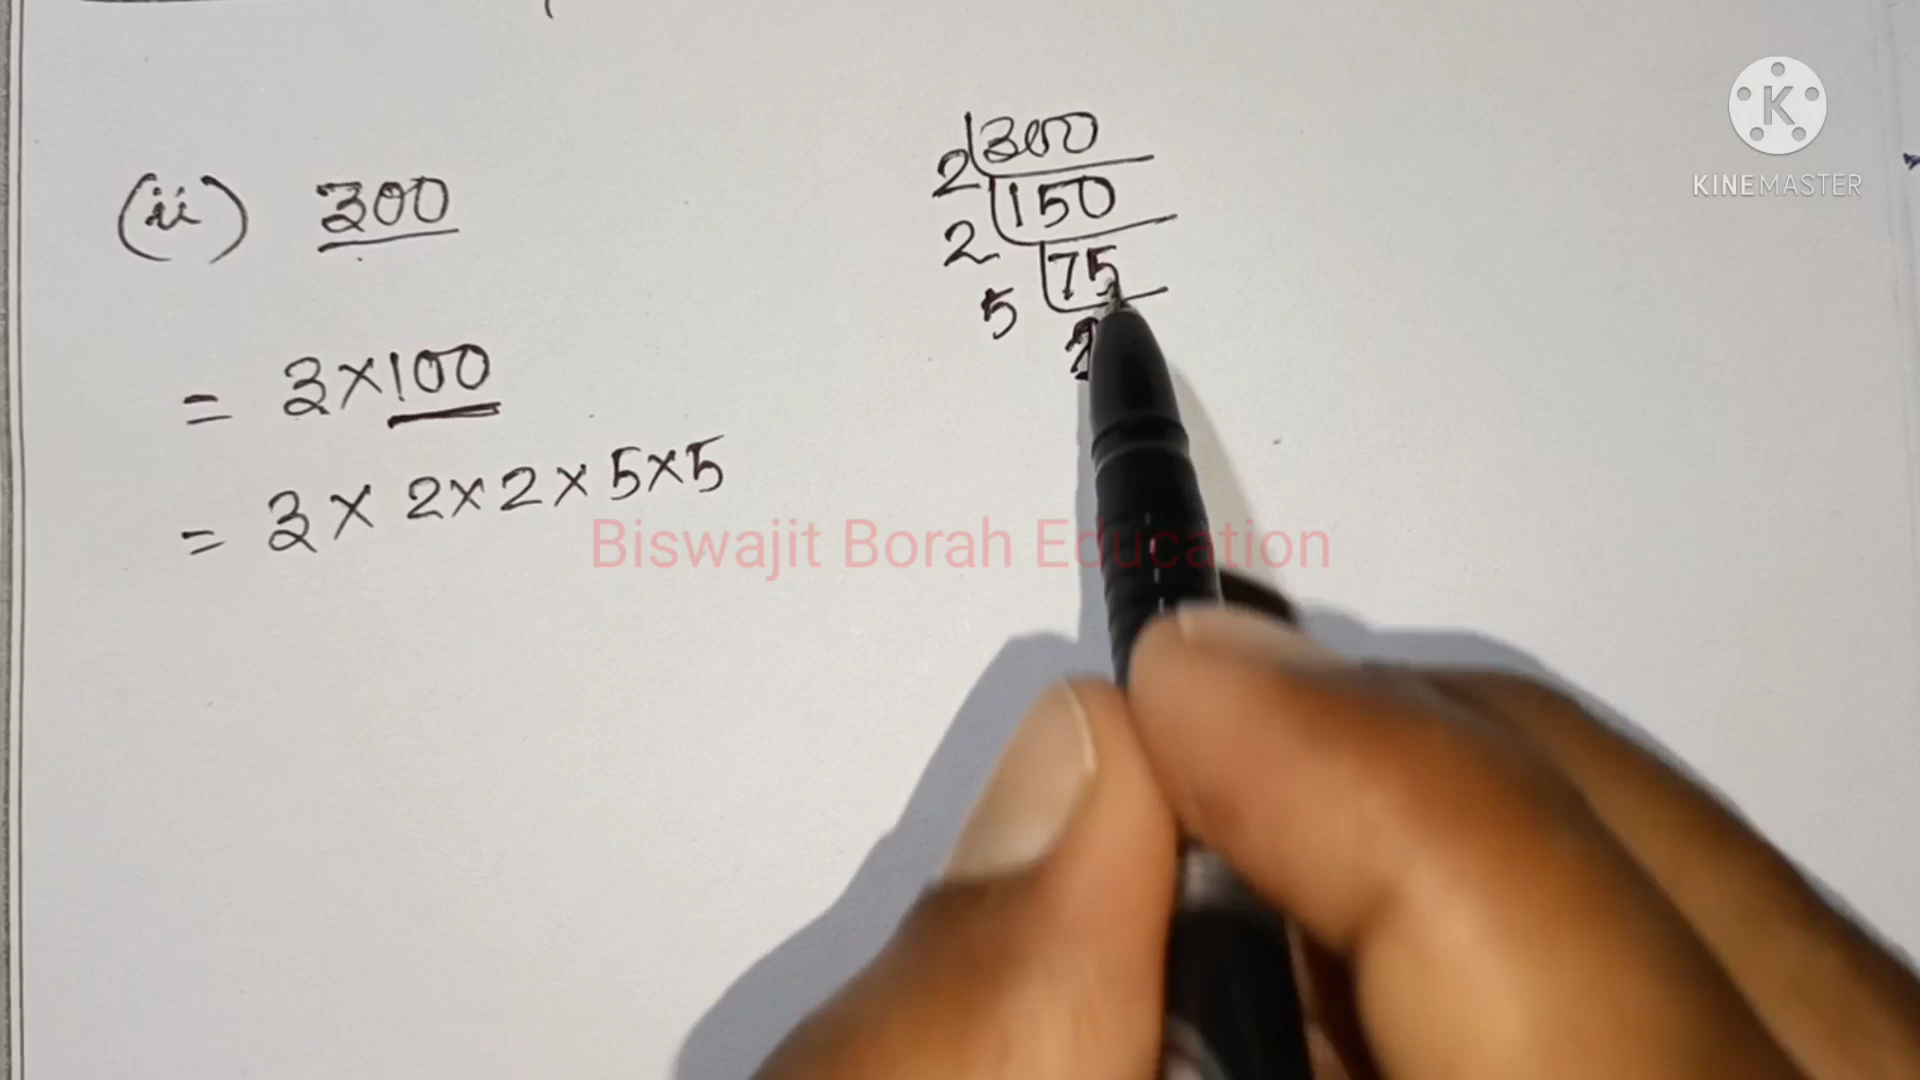 (ii) 300
= 3×100
= 3 × 2×2×5×5
2 300
2 150
5 75
K
KINEMASTER
Biswajit Borah Education